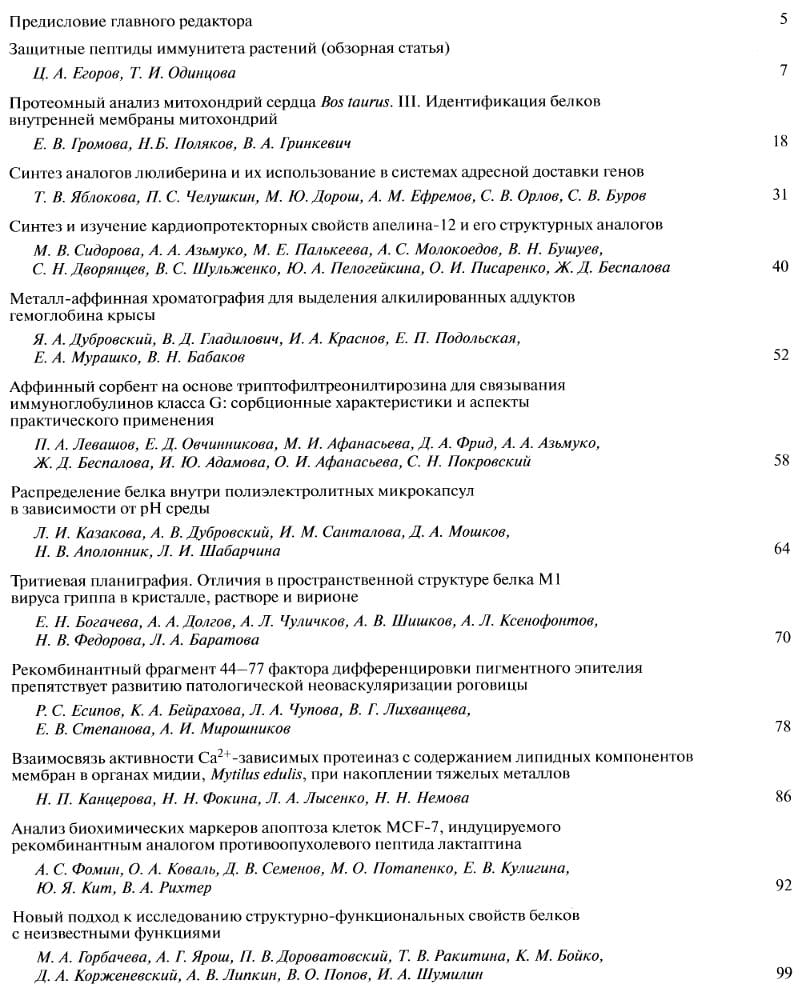 Предисловие главного редактора 5
Защитные пептиды иммунитета растений (обзорная статья)
Ц. А. Егоров, Т. И. Одинцова 7
Протеомный анализ митохондрий сердца Bos taurus. III. Идентификация белков
внутренней мембраны митохондрий
Е. В. Громова, Н.Б. Поляков, В. А. Гринкевич 18
Синтез аналогов люлиберина и их использование в системах адресной доставки генов
Т. В. Яблокова, П. С. Челушкин, М. Ю. Дорош, А. М. Ефремов, С. В. Орлов, С. В. Буров 31
Синтез и изучение кардиопротекторных свойств апелина-12 и его структурных аналогов
М. В. Сидорова, А. А. Азьмуко, М. Е. Палькеева, А. С. Молокоедов, В. Н. Бушуев,
С. Н. Дворянцев, В. С. Шульженко, Ю. А. Пелогейкина, О. И. Писаренко, Ж. Д. Беспалова 40
Металл-аффинная хроматография для выделения алкилированных аддуктов
гемоглобина крысы
Я. А. Дубровский, В. Д. Гладилович, И. А. Краснов, Е. П. Подольская,
Е. А. Мурашко, В. Н. Бабаков 52
Аффинный сорбент на основе триптофилтреонилтирозина для связывания
иммуноглобулинов класса G: сорбционные характеристики и аспекты
практического применения
П. А. Левашов, Е. Д. Овчинникова, М. И. Афанасьева, Д. А. Фрид, А. А. Азьмуко,
Ж. Д. Беспалова, И. Ю. Адамова, О. И. Афанасьева, С. Н. Покровский 58
Распределение белка внутри полиэлектролитных микрокапсул
в зависимости от pH среды
Л. И. Казакова, А. В. Дубровский, И. М. Санталова, Д. А. Мошков,
Н. В. Аполонник, Л. И. Шабарчина 64
Тритиевая планиграфия. Отличия в пространственной структуре белка М1
вируса гриппа в кристалле, растворе и вирионе
Е. Н. Богачева, А. А. Долгов, А. Л. Чуличков, А. В. Шишков, А. Л. Ксенофонтов,
Н. В. Федорова, Л. А. Баратова 70
Рекомбинантный фрагмент 44–77 фактора дифференцировки пигментного эпителия
препятствует развитию патологической неоваскуляризации роговицы
Р. С. Есипов, К. А. Бейрахова, Л. А. Чупова, В. Г. Лихванцева,
Е. В. Степанова, А. И. Мирошников 78
Взаимосвязь активности Ca²⁺-зависимых протеиназ с содержанием липидных компонентов
мембран в органах мидии, Mytilus edulis, при накоплении тяжелых металлов
Н. П. Канцерова, Н. Н. Фокина, Л. А. Лысенко, Н. Н. Немова 86
Анализ биохимических маркеров апоптоза клеток MCF-7, индуцируемого
рекомбинантным аналогом противоопухолевого пептида лактаптина
А. С. Фомин, О. А. Коваль, Д. В. Семенов, М. О. Потапенко, Е. В. Кулигина,
Ю. Я. Кит, В. А. Рихтер 92
Новый подход к исследованию структурно-функциональных свойств белков
с неизвестными функциями
М. А. Горбачева, А. Г. Ярош, П. В. Дороватовский, Т. В. Ракитина, К. М. Бойко,
Д. А. Корженевский, А. В. Липкин, В. О. Попов, И. А. Шумилин 99